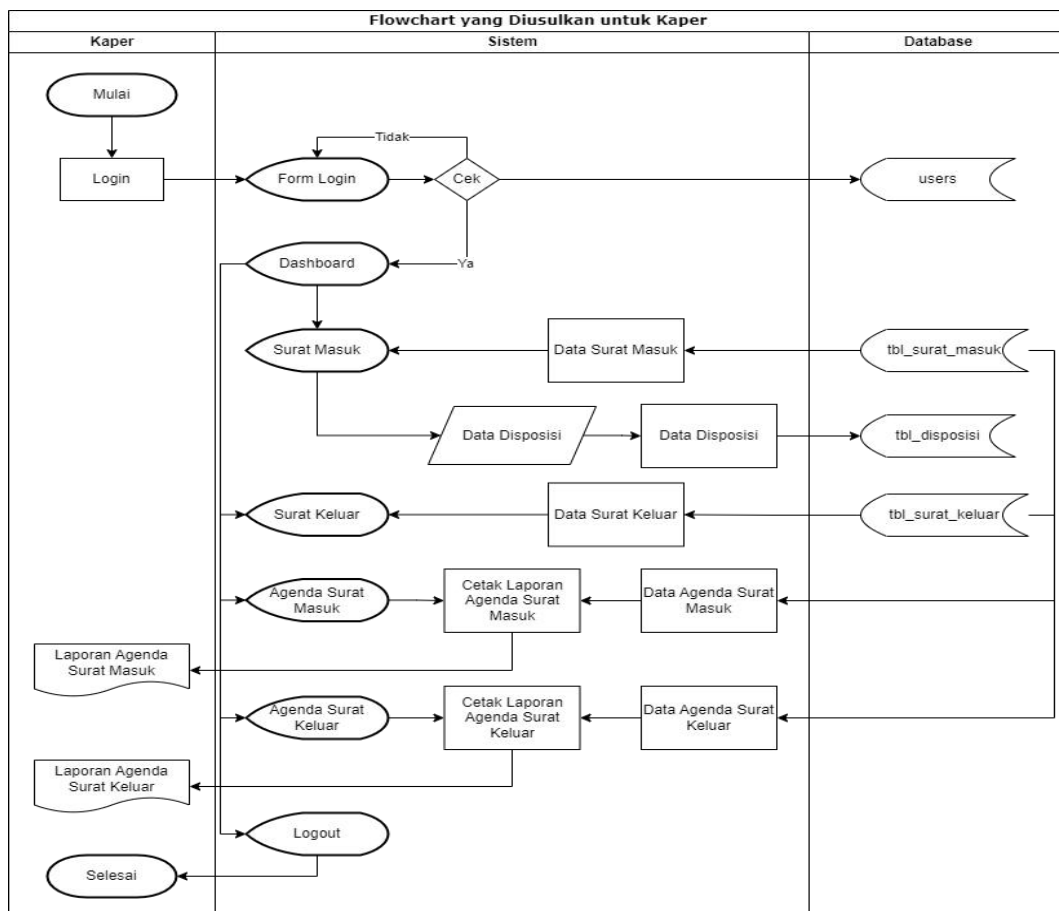 Flowchart yang Diusulkan untuk Kaper
Kaper
Sistem
Database
Mulai
Tidak
Login
Form Login
Cek
users
Dashboard
Ya
Surat Masuk
Data Surat Masuk
tbl_surat_masuk
Data Disposisi
Data Disposisi
tbl_disposisi
Surat Keluar
Data Surat Keluar
tbl_surat_keluar
Agenda Surat
Masuk
Cetak Laporan
Agenda Surat
Masuk
Data Agenda Surat
Masuk
Laporan Agenda
Surat Masuk
Agenda Surat
Keluar
Cetak Laporan
Agenda Surat
Keluar
Data Agenda Surat
Keluar
Laporan Agenda
Surat Keluar
Logout
Selesai